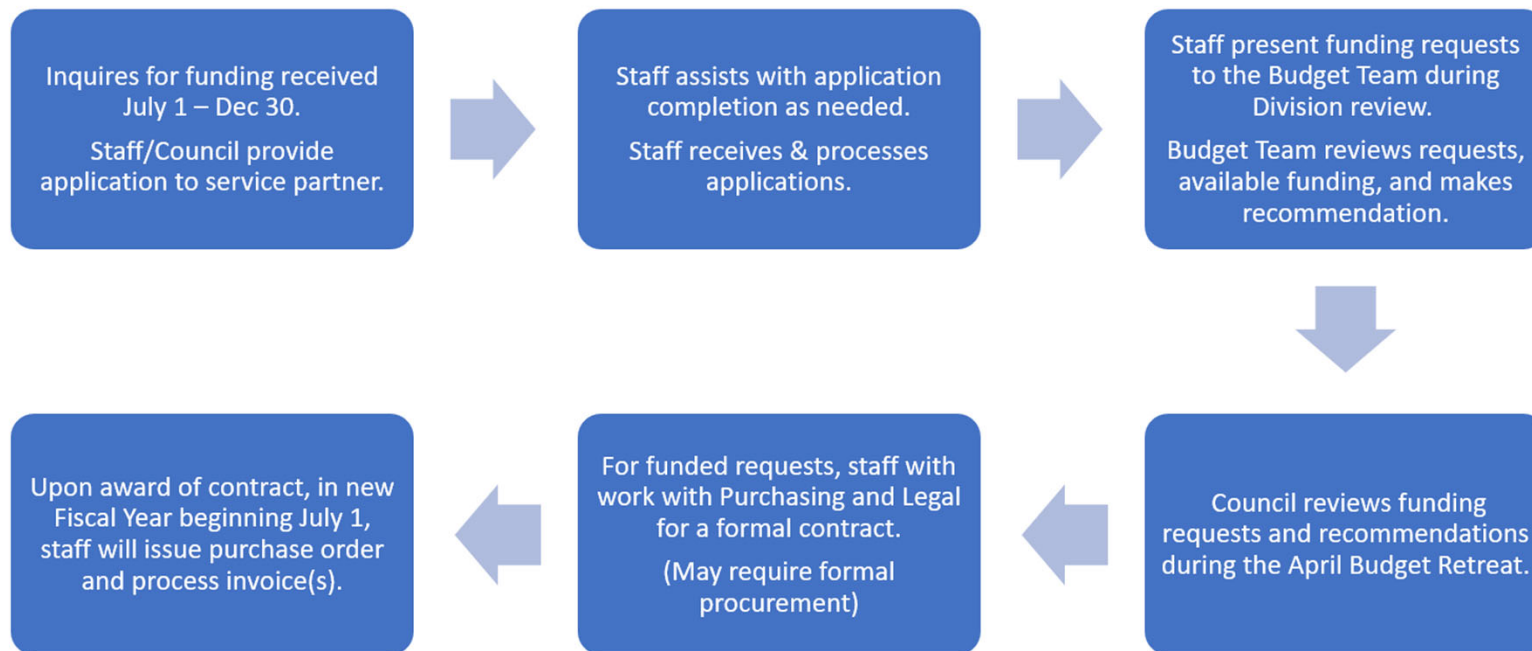 Inquires for funding received
July 1 – Dec 30.
Staff/Council provide
application to service partner.
Staff assists with application
completion as needed.
Staff receives & processes
applications.
Staff present funding requests
to the Budget Team during
Division review.
Budget Team reviews requests,
available funding, and makes
recommendation.
Council reviews funding
requests and recommendations
during the April Budget Retreat.
For funded requests, staff with
work with Purchasing and Legal
for a formal contract.
(May require formal
procurement)
Upon award of contract, in new
Fiscal Year beginning July 1,
staff will issue purchase order
and process invoice(s).